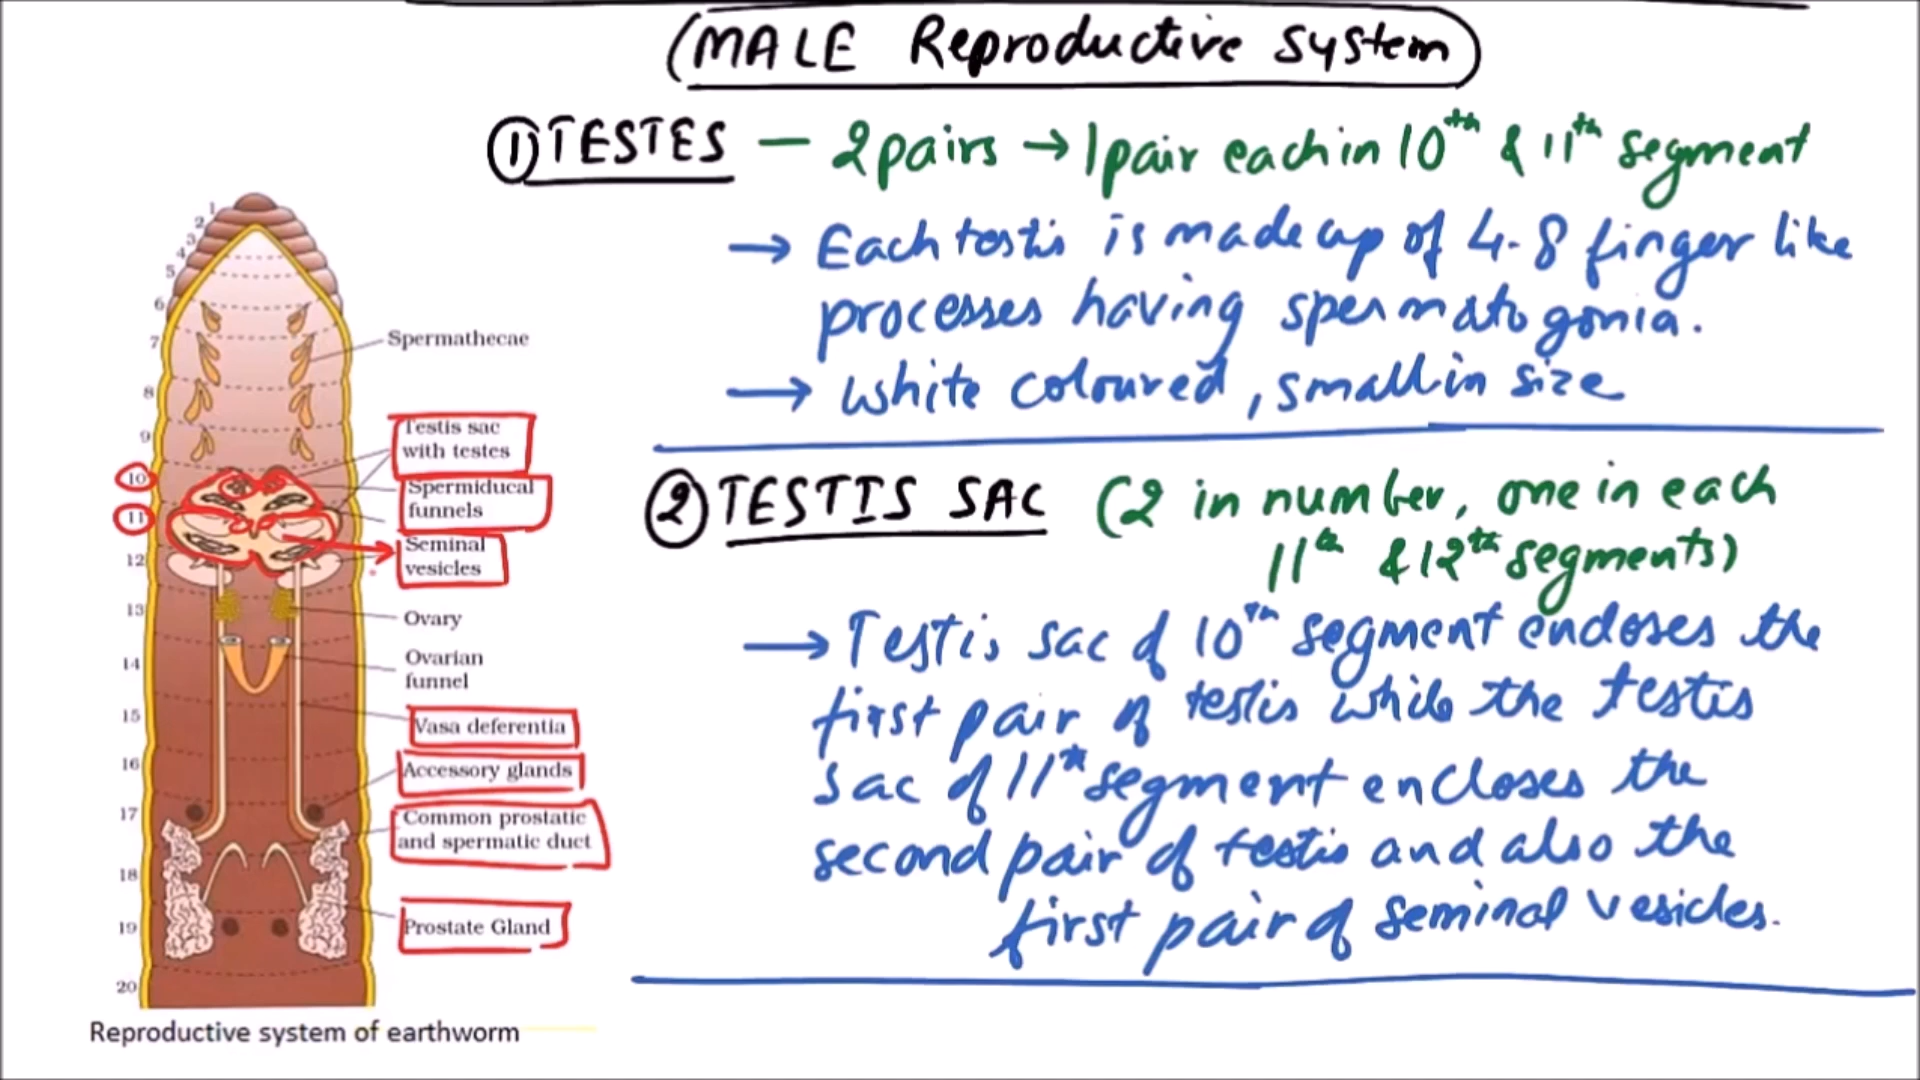 (MALE Reproductive system)
① TESTES — 2 pairs → 1 pair each in 10th & 11th segment
→ Each testis is made up of 4-8 finger like
processes having spermatogonia.
→ White coloured, small in size
② TESTIS SAC (2 in number, one in each
11th & 12th segments)
→ Testis sac of 10th segment encloses the
first pair of testis while the testis
sac of 11th segment encloses the
second pair of testis and also the
first pair of seminal vesicles.
1
2
3
4
5
6
7
8
9
10
11
12
13
14
15
16
17
18
19
20
Spermathecae
Testis sac
with testes
Spermiducal
funnels
Seminal
vesicles
Ovary
Ovarian
funnel
Vasa deferentia
Accessory glands
Common prostatic
and spermatic duct
Prostate Gland
Reproductive system of earthworm